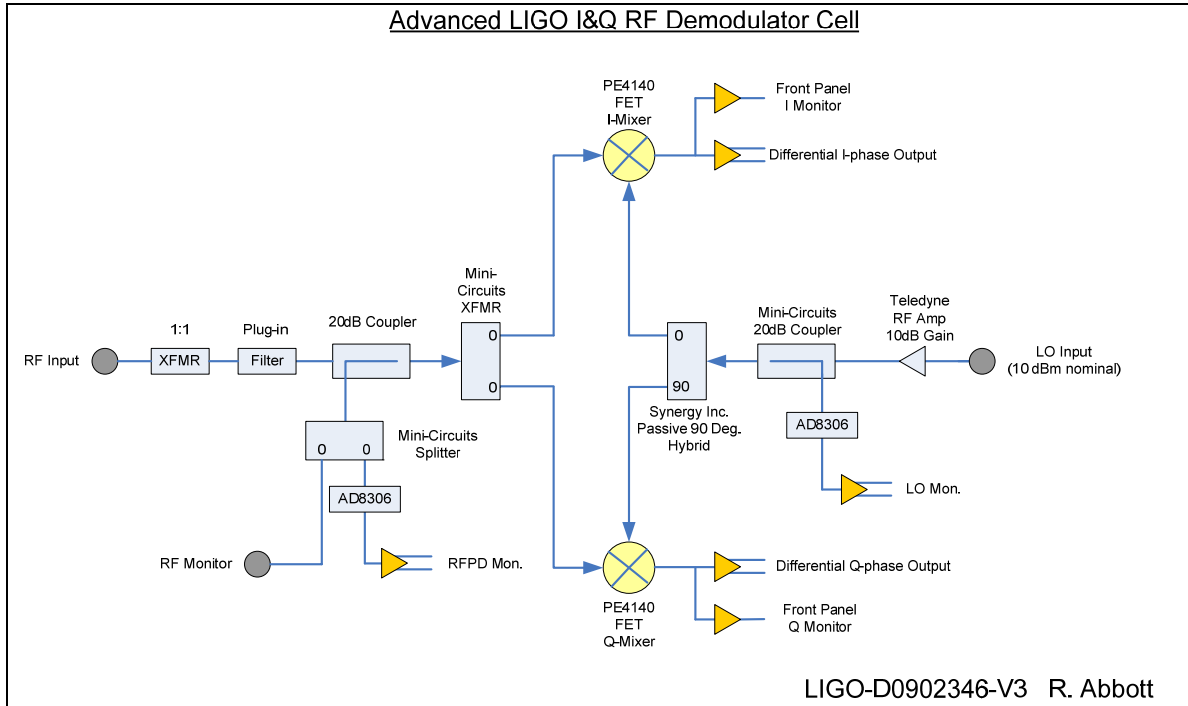 Advanced LIGO I&Q RF Demodulator Cell
PE4140
FET
I-Mixer
Front Panel
I Monitor
Differential I-phase Output
Mini-
Circuits
XFMR
0
0
1:1
XFMR
Plug-in
Filter
20dB Coupler
RF Input
Mini-Circuits
Splitter
0 0
AD8306
RF Monitor
RFPD Mon.
0
90
Synergy Inc.
Passive 90 Deg.
Hybrid
Mini-Circuits
20dB Coupler
Teledyne
RF Amp
10dB Gain
LO Input
(10 dBm nominal)
AD8306
LO Mon.
PE4140
FET
Q-Mixer
Differential Q-phase Output
Front Panel
Q Monitor
LIGO-D0902346-V3 R. Abbott